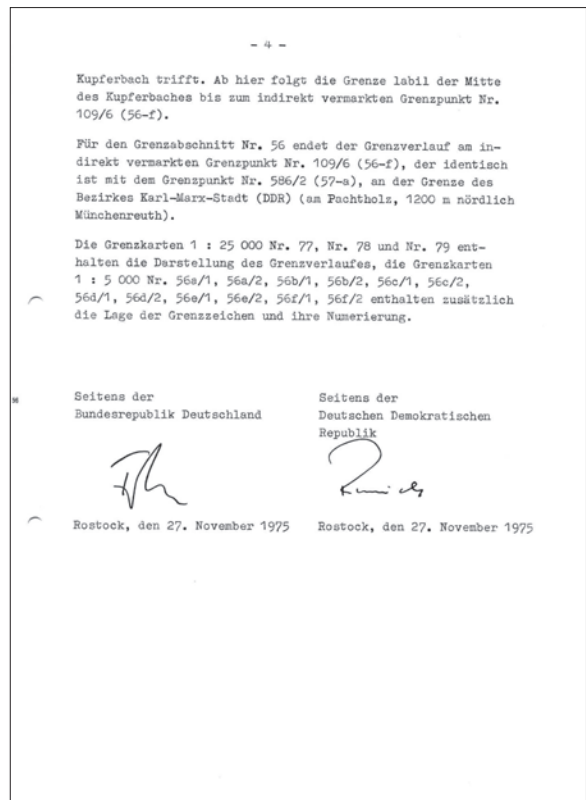 - 4 -
Kupferbach trifft. Ab hier folgt die Grenze labil der Mitte
des Kupferbaches bis zum indirekt vermarkten Grenzpunkt Nr.
109/6 (56-f).
Für den Grenzabschnitt Nr. 56 endet der Grenzverlauf am in-
direkt vermarkten Grenzpunkt Nr. 109/6 (56-f), der identisch
ist mit dem Grenzpunkt Nr. 586/2 (57-a), an der Grenze des
Bezirkes Karl-Marx-Stadt (DDR) (am Pachtholz, 1200 m nördlich
Münchenreuth).
Die Grenzkarten 1 : 25 000 Nr. 77, Nr. 78 und Nr. 79 ent-
halten die Darstellung des Grenzverlaufes, die Grenzkarten
1 : 5 000 Nr. 56a/1, 56a/2, 56b/1, 56b/2, 56c/1, 56c/2,
56d/1, 56d/2, 56e/1, 56e/2, 56f/1, 56f/2 enthalten zusätzlich
die Lage der Grenzzeichen und ihre Numerierung.
Seitens der
Bundesrepublik Deutschland
Rostock, den 27. November 1975
Seitens der
Deutschen Demokratischen
Republik
Rostock, den 27. November 1975